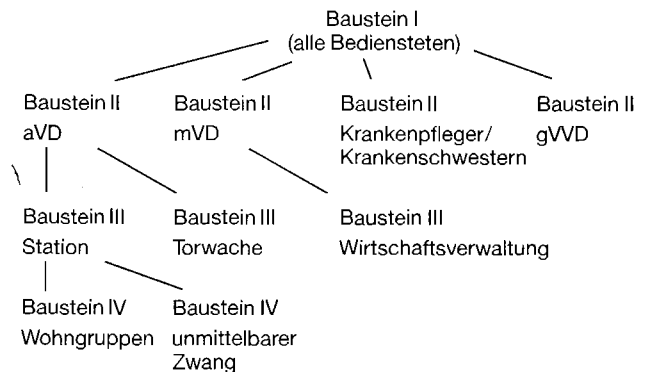 Baustein I
(alle Bediensteten)
Baustein II
aVD
Baustein II
mVD
Baustein II
Krankenpfleger/
Krankenschwestern
Baustein II
gVVD
Baustein III
Station
Baustein III
Torwache
Baustein III
Wirtschaftsverwaltung
Baustein IV
Wohngruppen
Baustein IV
unmittelbarer
Zwang